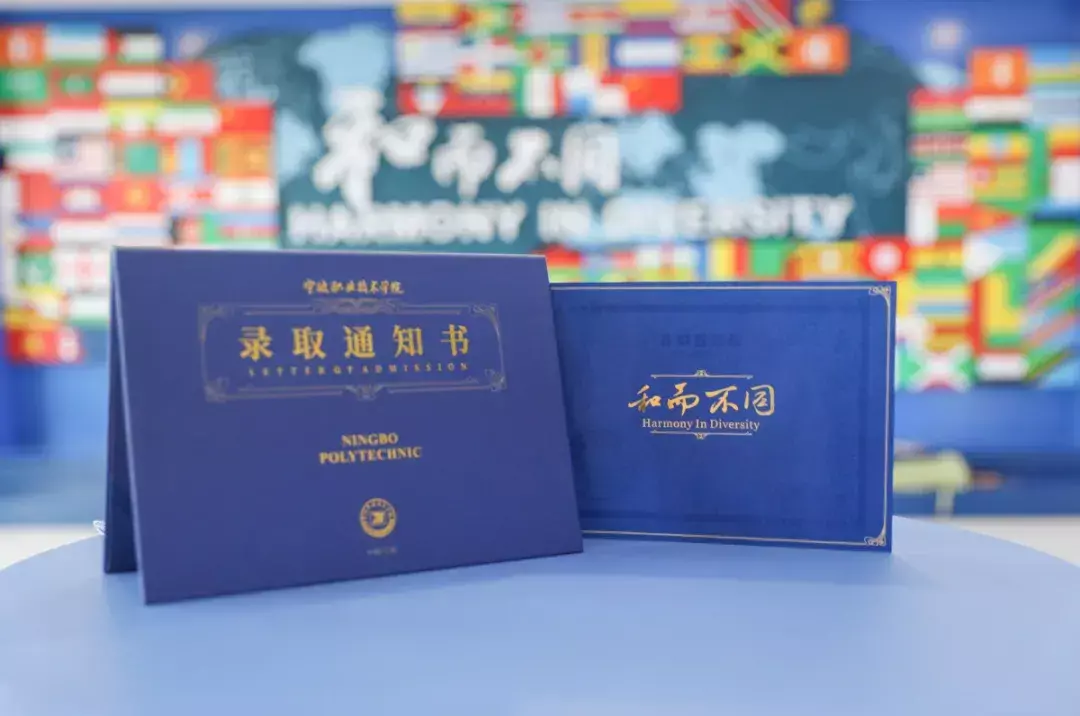 和而不同
HARMONY IN DIVERSITY
宁波职业技术学院
录取通知书
LETTER OF ADMISSION
NINGBO
POLYTECHNIC
和而不同
Harmony In Diversity